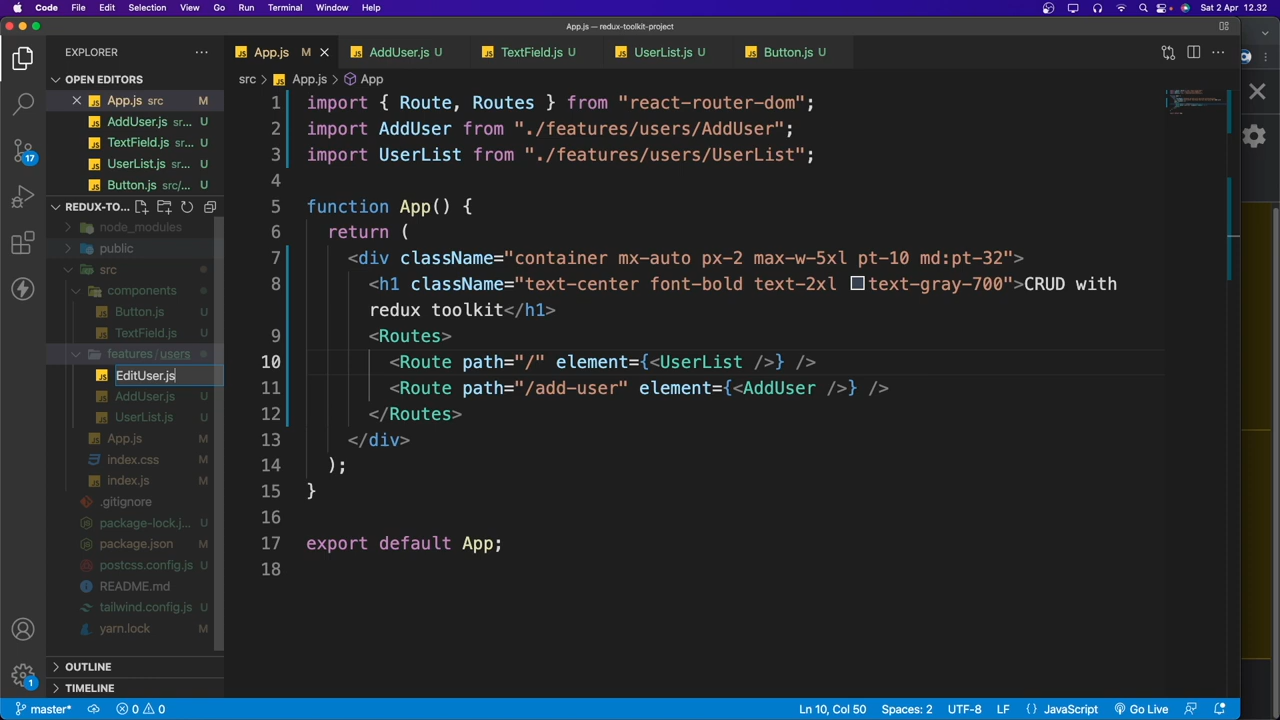 Code File Edit Selection View Go Run Terminal Window Help Sat 2 Apr 12.32
App.js — redux-toolkit-project
EXPLORER
App.js M
AddUser.js U
TextField.js U
UserList.js U
Button.js U
OPEN EDITORS
App.js src M
AddUser.js sr... U
TextField.js sr... U
UserList.js sr... U
Button.js src/... U
REDUX-TO...
node_modules
public
src
components
Button.js U
TextField.js U
features / users
EditUser.js
AddUser.js U
UserList.js U
App.js M
index.css M
index.js M
.gitignore
package-lock.j... U
package.json M
postcss.config.js U
README.md
tailwind.config.js U
yarn.lock M
OUTLINE
TIMELINE
17
1
src > App.js > App
1 import { Route, Routes } from "react-router-dom";
2 import AddUser from "./features/users/AddUser";
3 import UserList from "./features/users/UserList";
4
5 function App() {
6 return (
7 <div className="container mx-auto px-2 max-w-5xl pt-10 md:pt-32">
8 <h1 className="text-center font-bold text-2xl text-gray-700">CRUD with
redux toolkit</h1>
9 <Routes>
10 <Route path="/" element={<UserList />} />
11 <Route path="/add-user" element={<AddUser />} />
12 </Routes>
13 </div>
14 );
15 }
16
17 export default App;
18
master* 0 0 Ln 10, Col 50 Spaces: 2 UTF-8 LF {} JavaScript Go Live